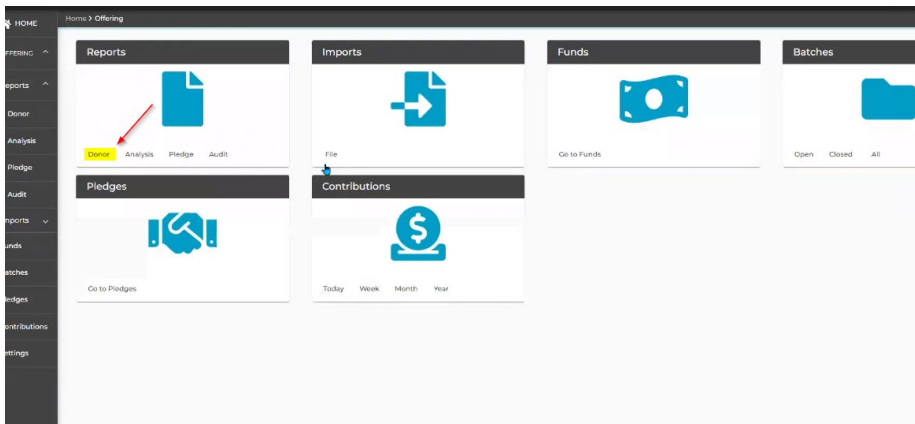 HOME
Home > Offering
FFERING
eports
Donor
Analysis
Pledge
Audit
mports
unds
atches
ledges
ontributions
ettings
Reports
Donor Analysis Pledge Audit
Imports
File
Funds
Go to Funds
Batches
Open Closed All
Pledges
Go to Pledges
Contributions
$
Today Week Month Year